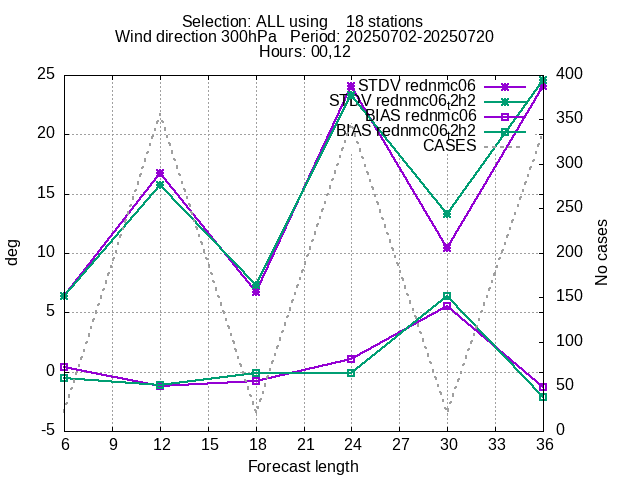 Selection: ALL using 18 stations
Wind direction 300hPa Period: 20250702-20250720
Hours: 00,12
STDV rednmc06
STDV rednmc06,2h2
BIAS rednmc06
BIAS rednmc06,2h2
CASES
deg
25
20
15
10
5
0
-5
400
350
300
250
200
150
100
50
0
No cases
6 9 12 15 18 21 24 27 30 33 36
Forecast length